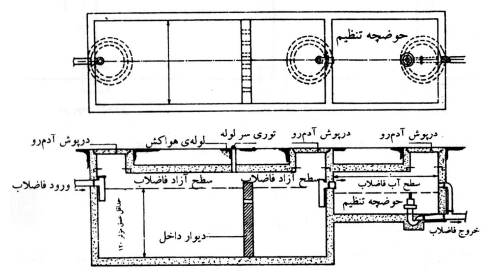 حوضچه تنظیم
درپوش آدم‌رو
لوله‌ی هواکش
توری سر لوله
درپوش آدم‌رو
درپوش آدم‌رو
ورود فاضلاب
سطح آزاد فاضلاب
سطح آزاد فاضلاب
سطح آب فاضلاب
حوضچه تنظیم
دیوار داخل
خروج فاضلاب